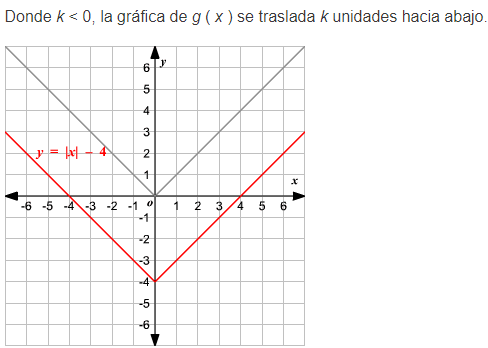 Donde k < 0, la gráfica de g ( x ) se traslada k unidades hacia abajo.
y
6
5
4
3
y = |x| – 4
2
1
x
-6 -5 -4 -3 -2 -1 o 1 2 3 4 5 6
-1
-2
-3
-4
-5
-6